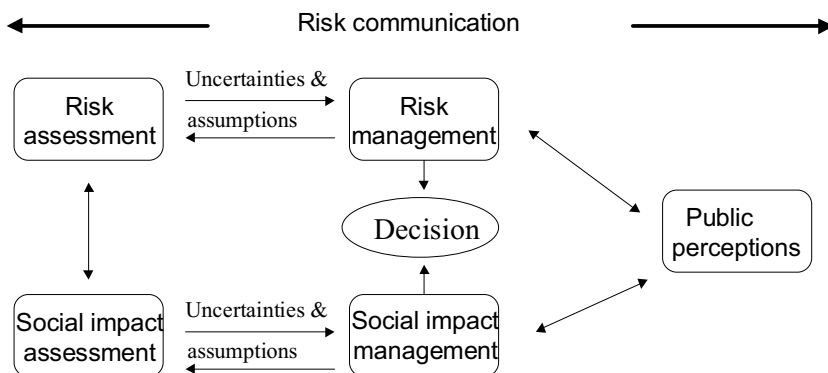 Risk communication
Uncertainties &
assumptions
Risk
assessment
Risk
management
Decision
Public
perceptions
Social impact
assessment
Uncertainties &
assumptions
Social impact
management